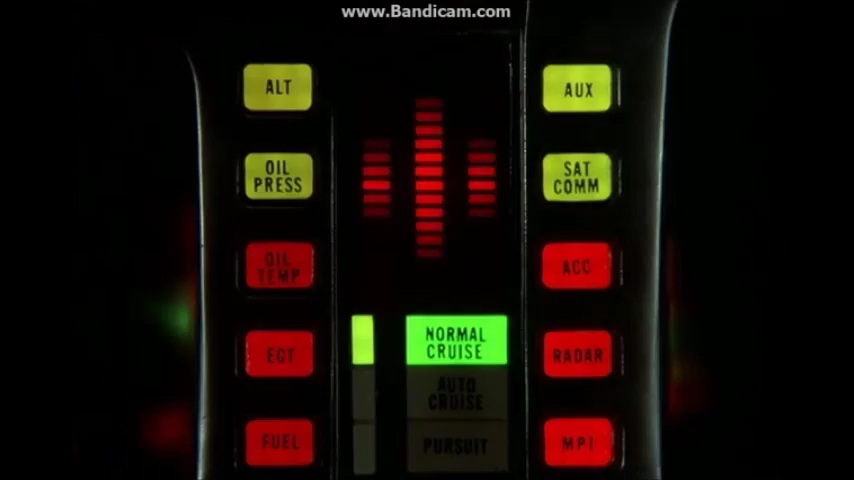 www.Bandicam.com
ALT
AUX
OIL
PRESS
SAT
COMM
OIL
TEMP
ACC
NORMAL
CRUISE
EGT
RADAR
AUTO
CRUISE
FUEL
PURSUIT
MPI